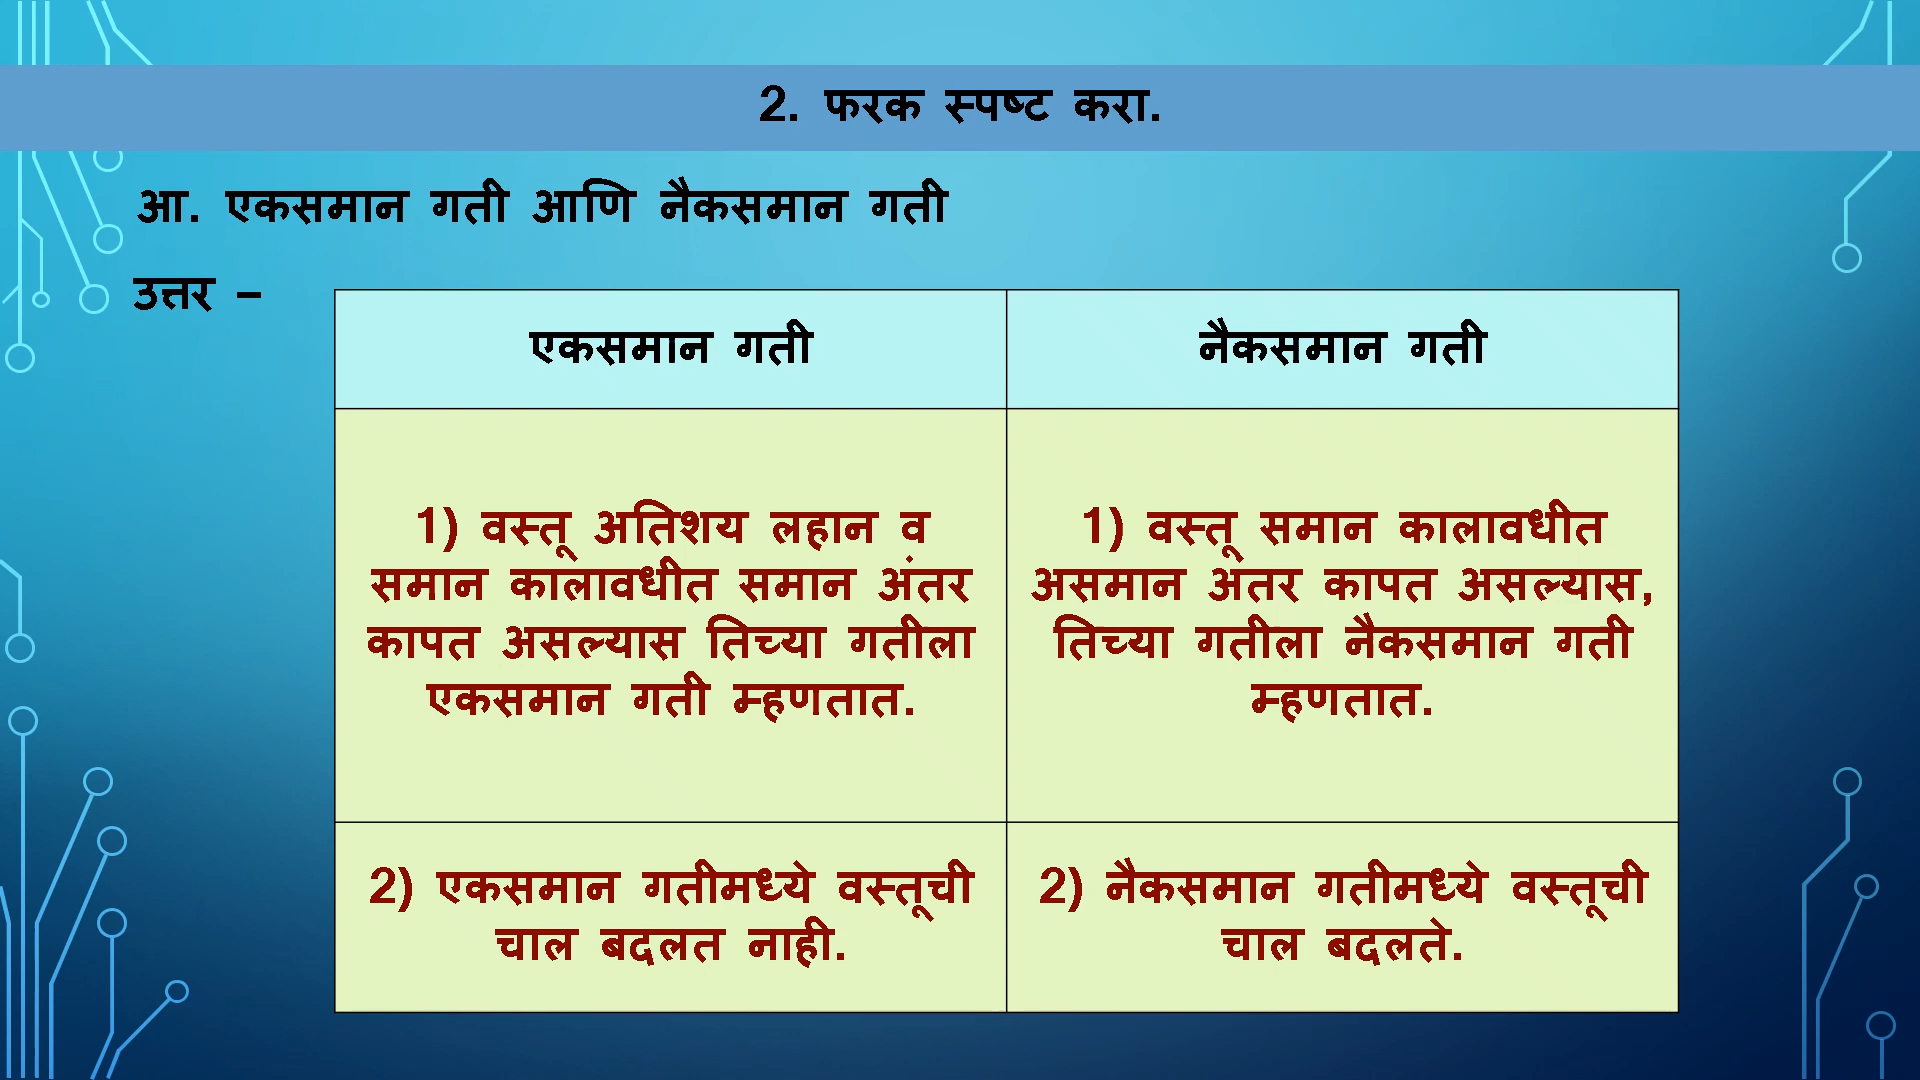 2. फरक स्पष्ट करा.
आ. एकसमान गती आणि नैकसमान गती
उत्तर –
एकसमान गती
नैकसमान गती
1) वस्तू अतिशय लहान व
समान कालावधीत समान अंतर
कापत असल्यास तिच्या गतीला
एकसमान गती म्हणतात.
1) वस्तू समान कालावधीत
असमान अंतर कापत असल्यास,
तिच्या गतीला नैकसमान गती
म्हणतात.
2) एकसमान गतीमध्ये वस्तूची
चाल बदलत नाही.
2) नैकसमान गतीमध्ये वस्तूची
चाल बदलते.